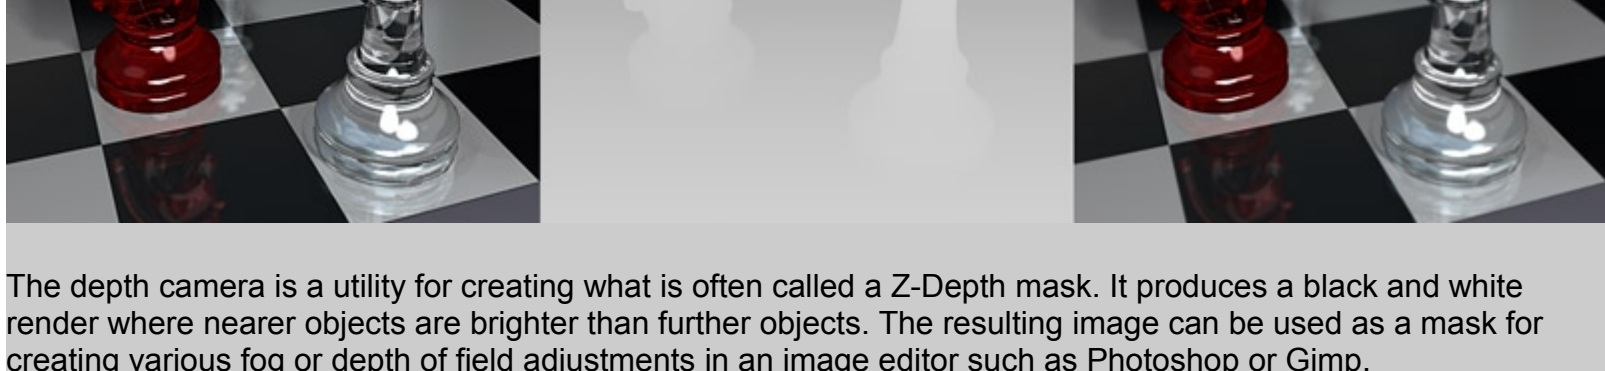 The depth camera is a utility for creating what is often called a Z-Depth mask. It produces a black and white
render where nearer objects are brighter than further objects. The resulting image can be used as a mask for
creating various fog or depth of field adjustments in an image editor such as Photoshop or Gimp.